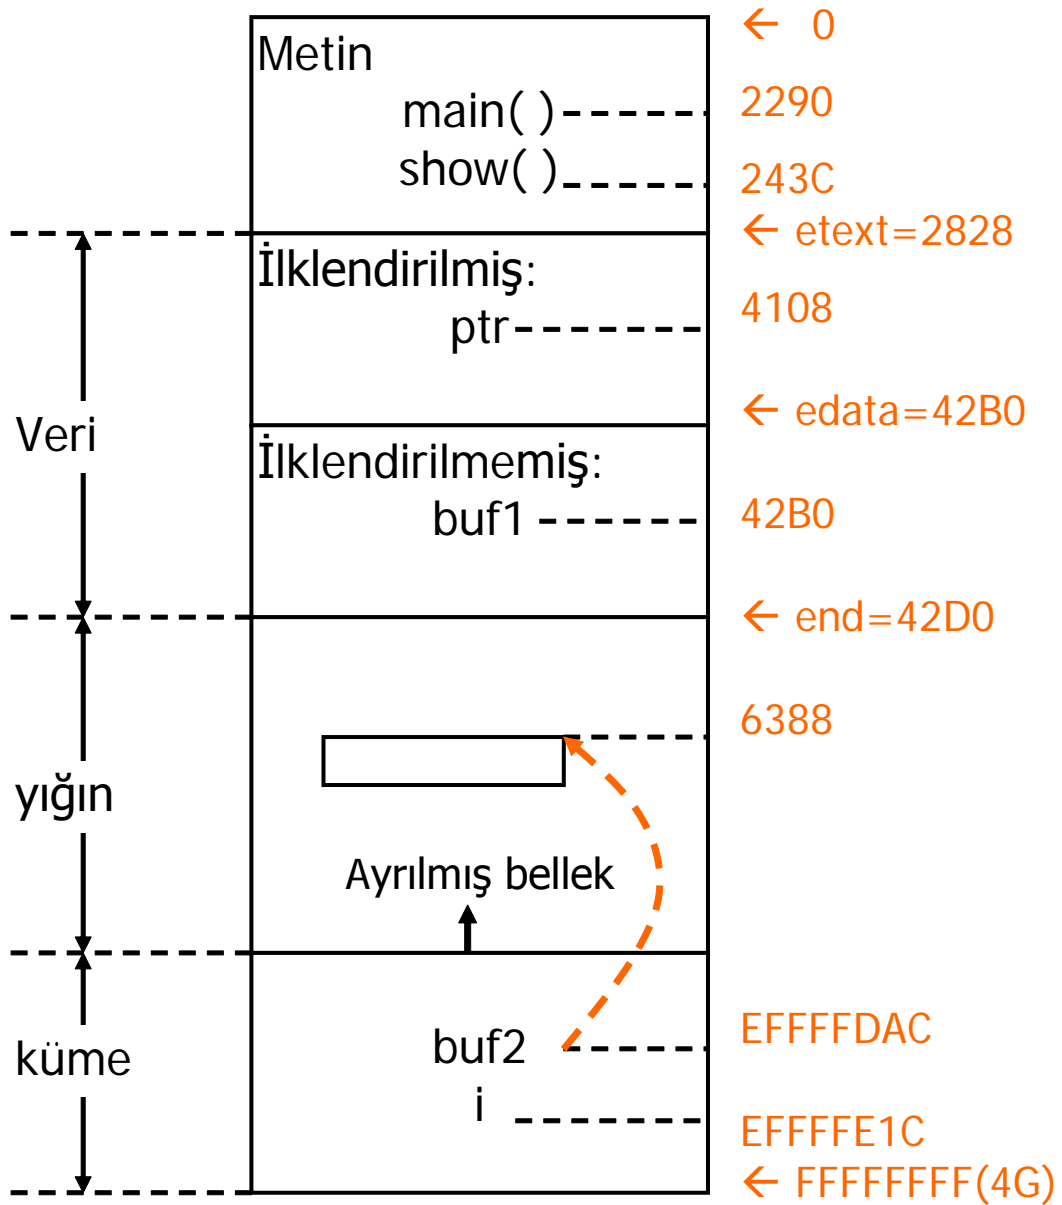 ← 0
Metin
main( ) 2290
show( ) 243C
← etext=2828
İlklendirilmiş:
ptr 4108
← edata=42B0
Veri
İlklendirilmemiş:
buf1 42B0
← end=42D0
6388
yığın
Ayrılmış bellek
buf2 EFFFFDAC
küme
i EFFFFE1C
← FFFFFFFF(4G)